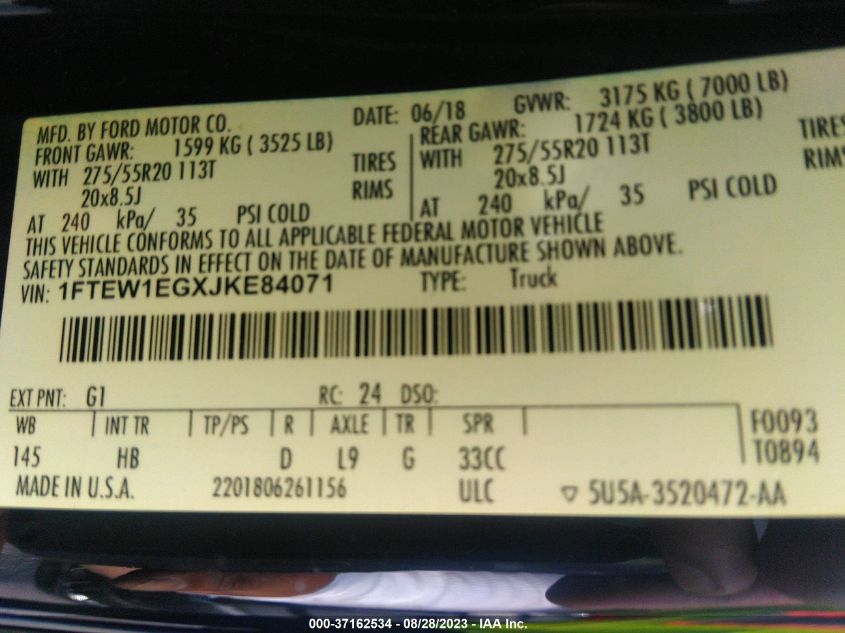 MFD. BY FORD MOTOR CO. DATE: 06/18 GVWR: 3175 KG ( 7000 LB)
FRONT GAWR: 1599 KG ( 3525 LB) REAR GAWR: 1724 KG ( 3800 LB)
WITH 275/55R20 113T TIRES WITH 275/55R20 113T TIRES
20x8.5J RIMS 20x8.5J RIMS
AT 240 kPa/ 35 PSI COLD AT 240 kPa/ 35 PSI COLD
THIS VEHICLE CONFORMS TO ALL APPLICABLE FEDERAL MOTOR VEHICLE
SAFETY STANDARDS IN EFFECT ON THE DATE OF MANUFACTURE SHOWN ABOVE.
VIN: 1FTEW1EGXJKE84071 TYPE: Truck
EXT PNT: G1 RC: 24 DSO:
WB INT TR TP/PS R AXLE TR SPR F0093
145 HB D L9 G 33CC T0894
MADE IN U.S.A. 2201806261156 ULC ▽ 5U5A-3520472-AA
000-37162534 - 08/28/2023 - IAA Inc.